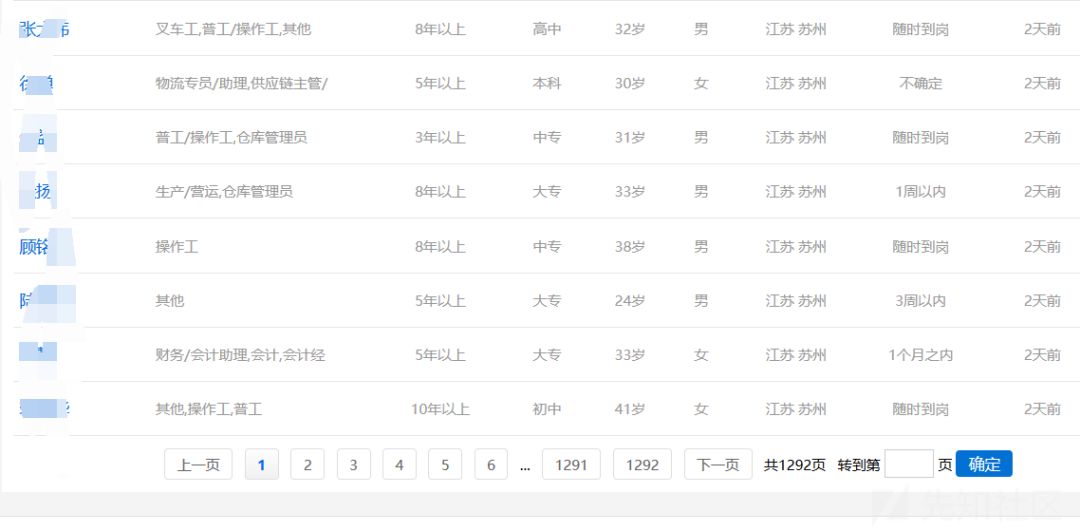 叉车工,普工/操作工,其他 8年以上 高中 32岁 男 江苏 苏州 随时到岗 2天前
物流专员/助理,供应链主管/ 5年以上 本科 30岁 女 江苏 苏州 不确定 2天前
普工/操作工,仓库管理员 3年以上 中专 31岁 男 江苏 苏州 随时到岗 2天前
扬 生产/营运,仓库管理员 8年以上 大专 33岁 男 江苏 苏州 1周以内 2天前
顾铭 操作工 8年以上 中专 38岁 男 江苏 苏州 随时到岗 2天前
其他 5年以上 大专 24岁 男 江苏 苏州 3周以内 2天前
财务/会计助理,会计,会计经 5年以上 大专 33岁 女 江苏 苏州 1个月之内 2天前
其他,操作工,普工 10年以上 初中 41岁 女 江苏 苏州 随时到岗 2天前
上一页 1 2 3 4 5 6 ... 1291 1292 下一页 共1292页 转到第 页 确定
先知社区